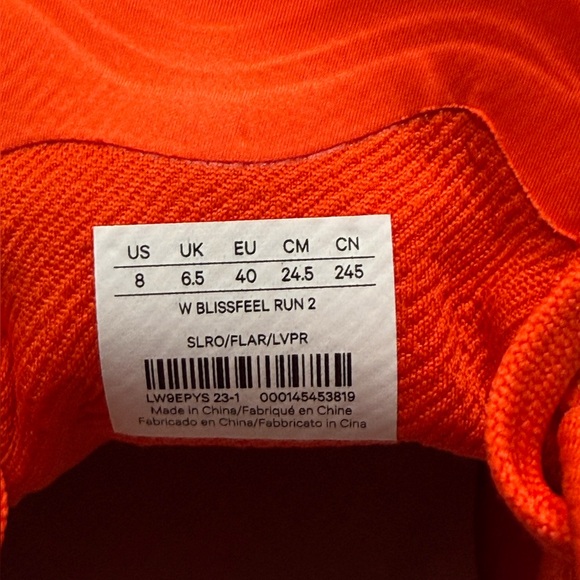 US UK EU CM CN
8 6.5 40 24.5 245
W BLISSFEEL RUN 2
SLRO/FLAR/LVPR
LW9EPYS 23-1 000145453819
Made in China/Fabriqué en Chine
Fabricado en China/Fabbricato in Cina